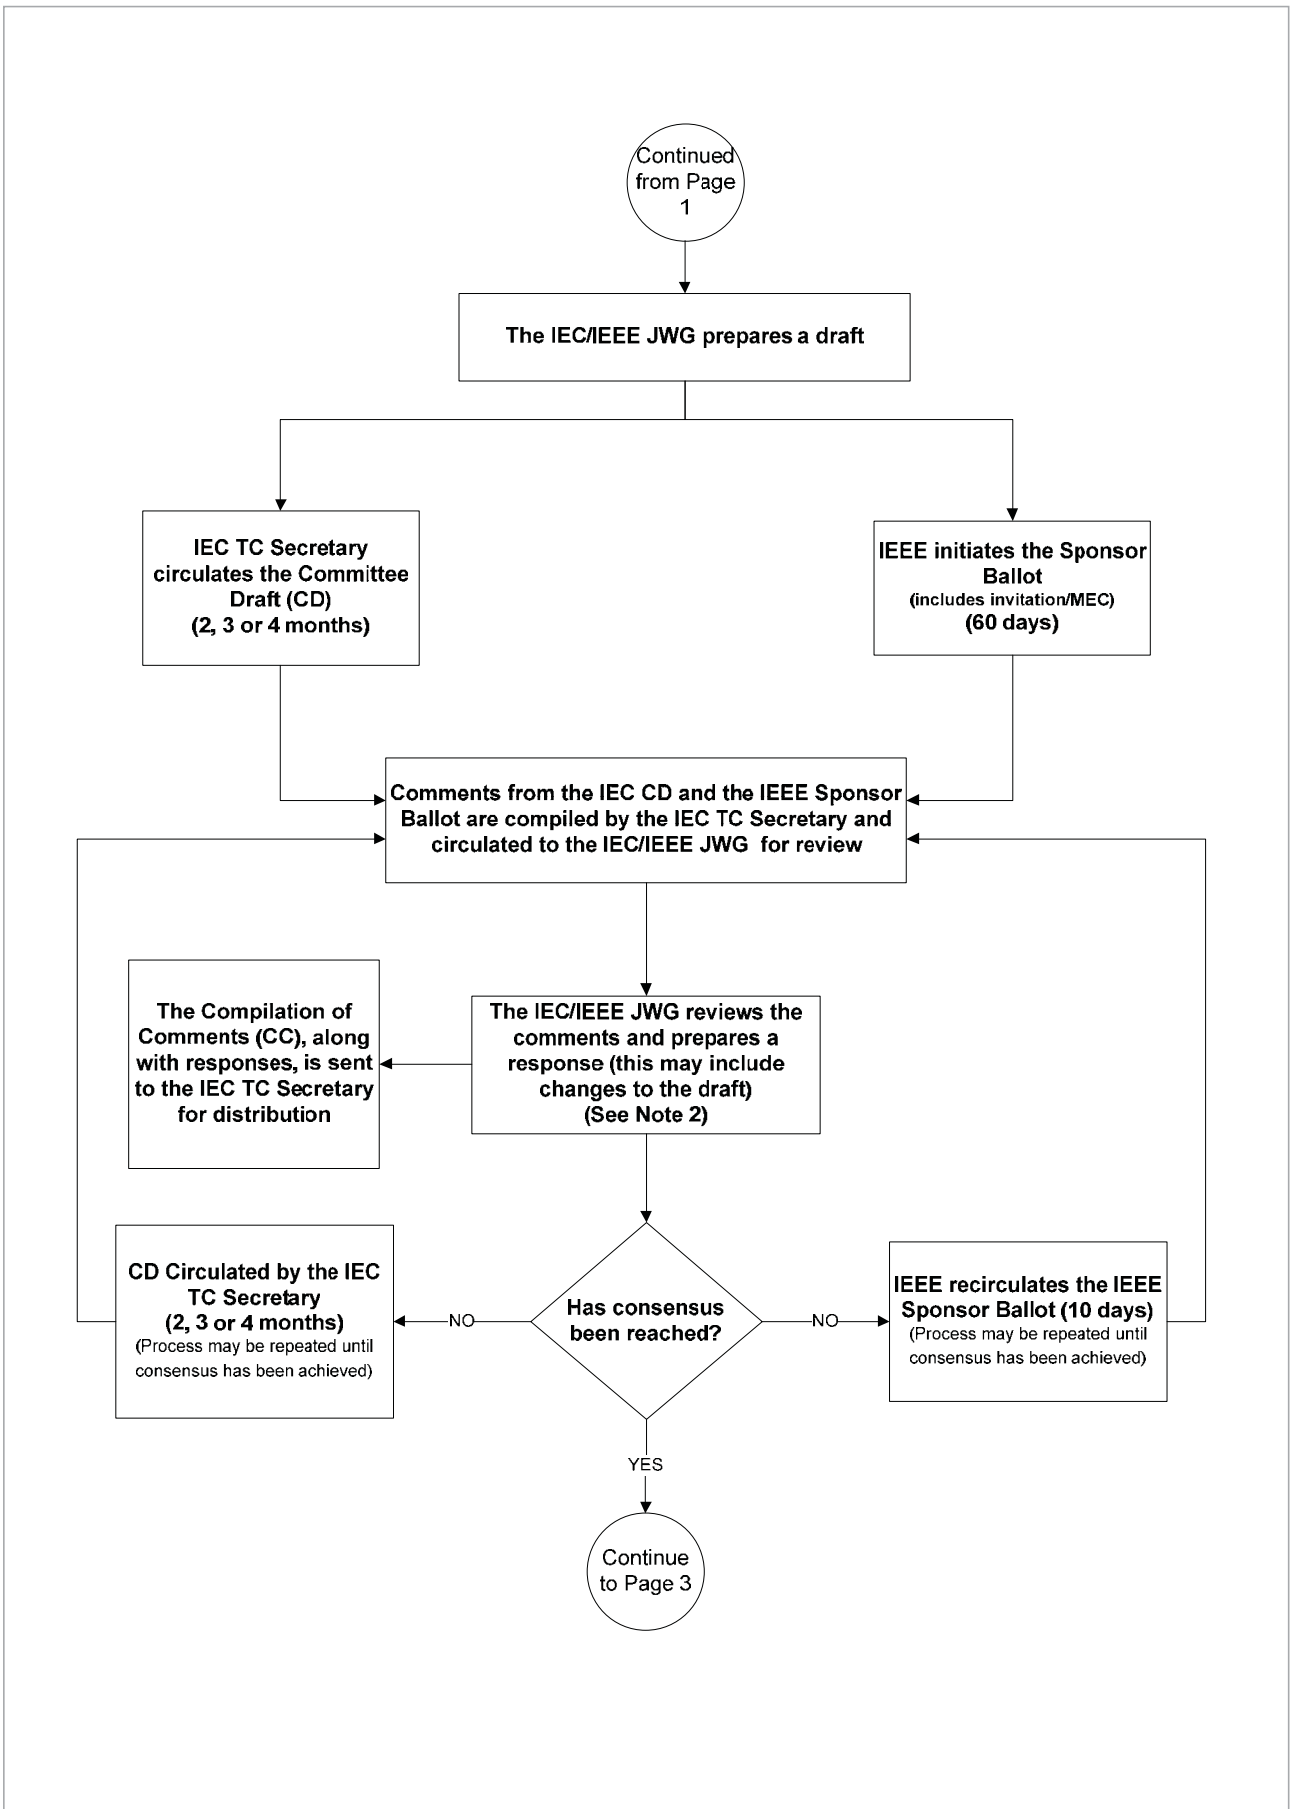 Continued
from Page
1
The IEC/IEEE JWG prepares a draft
IEC TC Secretary
circulates the Committee
Draft (CD)
(2, 3 or 4 months)
IEEE initiates the Sponsor
Ballot
(includes invitation/MEC)
(60 days)
Comments from the IEC CD and the IEEE Sponsor
Ballot are compiled by the IEC TC Secretary and
circulated to the IEC/IEEE JWG for review
The Compilation of
Comments (CC), along
with responses, is sent
to the IEC TC Secretary
for distribution
The IEC/IEEE JWG reviews the
comments and prepares a
response (this may include
changes to the draft)
(See Note 2)
CD Circulated by the IEC
TC Secretary
(2, 3 or 4 months)
(Process may be repeated until
consensus has been achieved)
NO
Has consensus
been reached?
NO
IEEE recirculates the IEEE
Sponsor Ballot (10 days)
(Process may be repeated until
consensus has been achieved)
YES
Continue
to Page 3